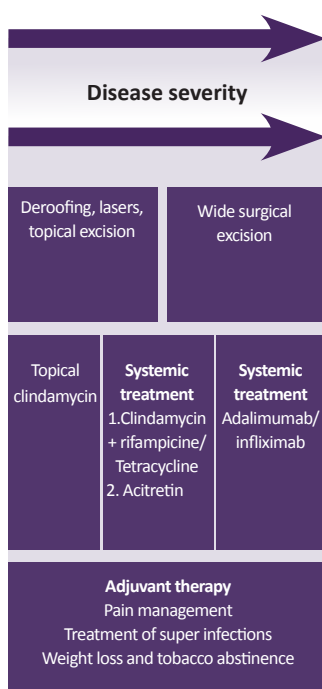 Disease severity
Deroofing, lasers,
topical excision
Wide surgical
excision
Topical
clindamycin
Systemic
treatment
1.Clindamycin
+ rifampicine/
Tetracycline
2. Acitretin
Systemic
treatment
Adalimumab/
infliximab
Adjuvant therapy
Pain management
Treatment of super infections
Weight loss and tobacco abstinence